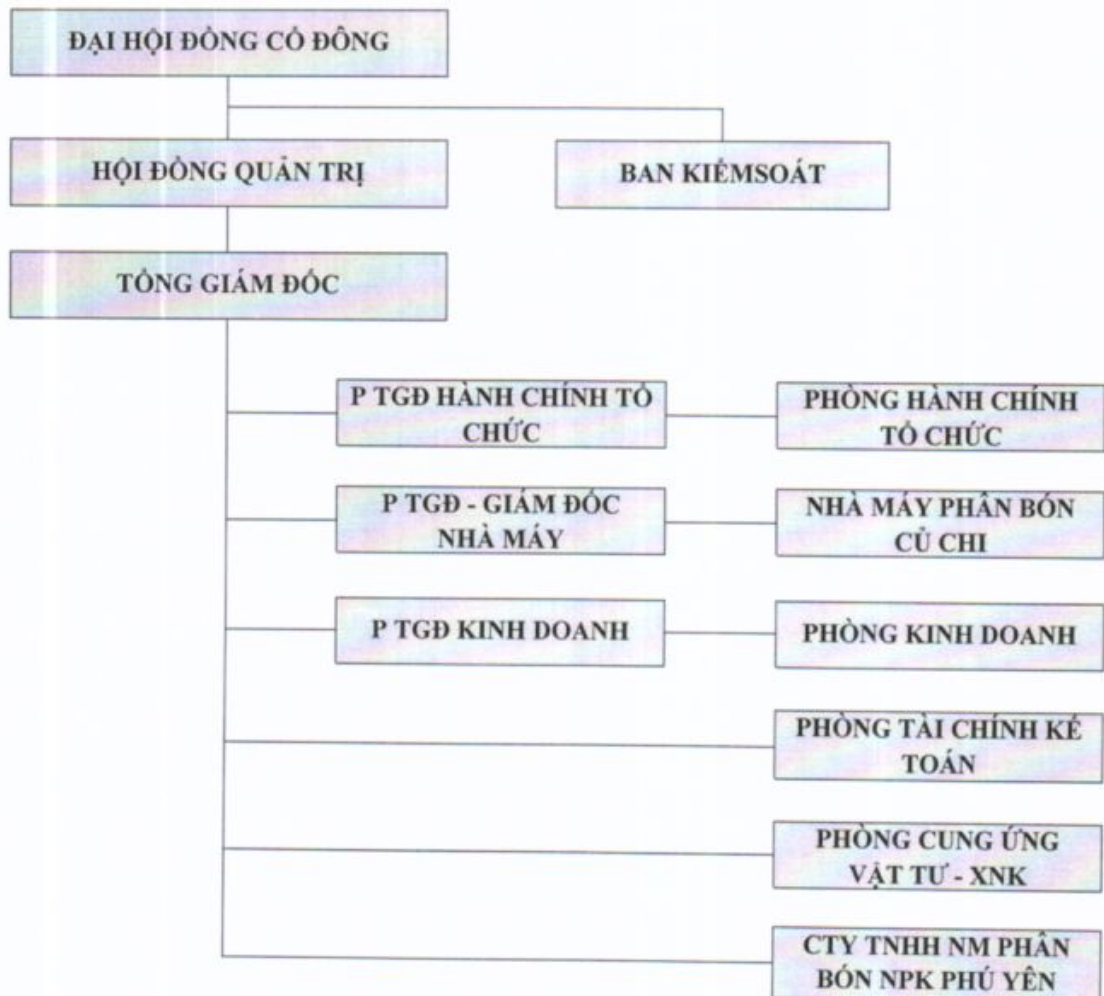 ĐẠI HỘI ĐỒNG CỔ ĐÔNG
HỘI ĐỒNG QUẢN TRỊ
BAN KIỂMSOÁT
TỔNG GIÁM ĐỐC
P TGĐ HÀNH CHÍNH TỔ
CHỨC
PHÒNG HÀNH CHÍNH
TỔ CHỨC
P TGĐ - GIÁM ĐỐC
NHÀ MÁY
NHÀ MÁY PHÂN BÓN
CỦ CHI
P TGĐ KINH DOANH
PHÒNG KINH DOANH
PHÒNG TÀI CHÍNH KẾ
TOÁN
PHÒNG CUNG ỨNG
VẬT TƯ - XNK
CTY TNHH NM PHÂN
BÓN NPK PHÚ YÊN